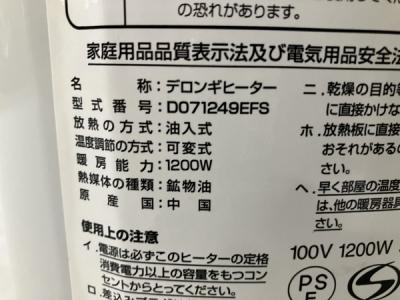 の恐れがあります。
家庭用品品質表示法及び電気用品安全法
名　　　称：デロンギヒーター
型式番号：D071249EFS
放熱の方式：油入式
温度調節の方式：可変式
暖房能力：1200W
熱媒体の種類：鉱物油
原産国：中国
使用上の注意
イ．電源は必ずこのヒーターの定格
消費電力以上の容量をもつコン
セントからとってください。
ロ．差込みプラ
ニ．乾燥の目的等
に直接かけな
ホ．放熱板に直接
おそれがあるの
さい。
ヘ．早く部屋の温度
は、他の暖房器具
さい。
100V 1200W
PS
E
S